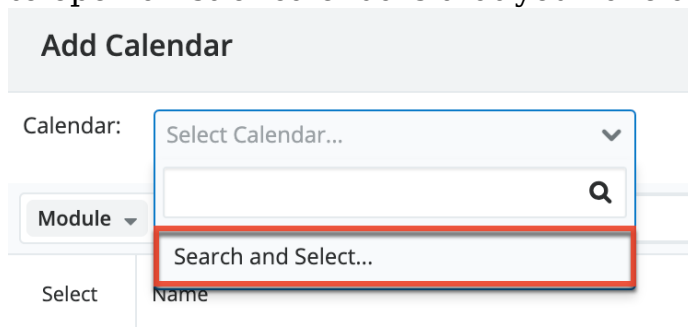 Add Calendar
Calendar:
Select Calendar...
Search and Select...
Module
Select
Name